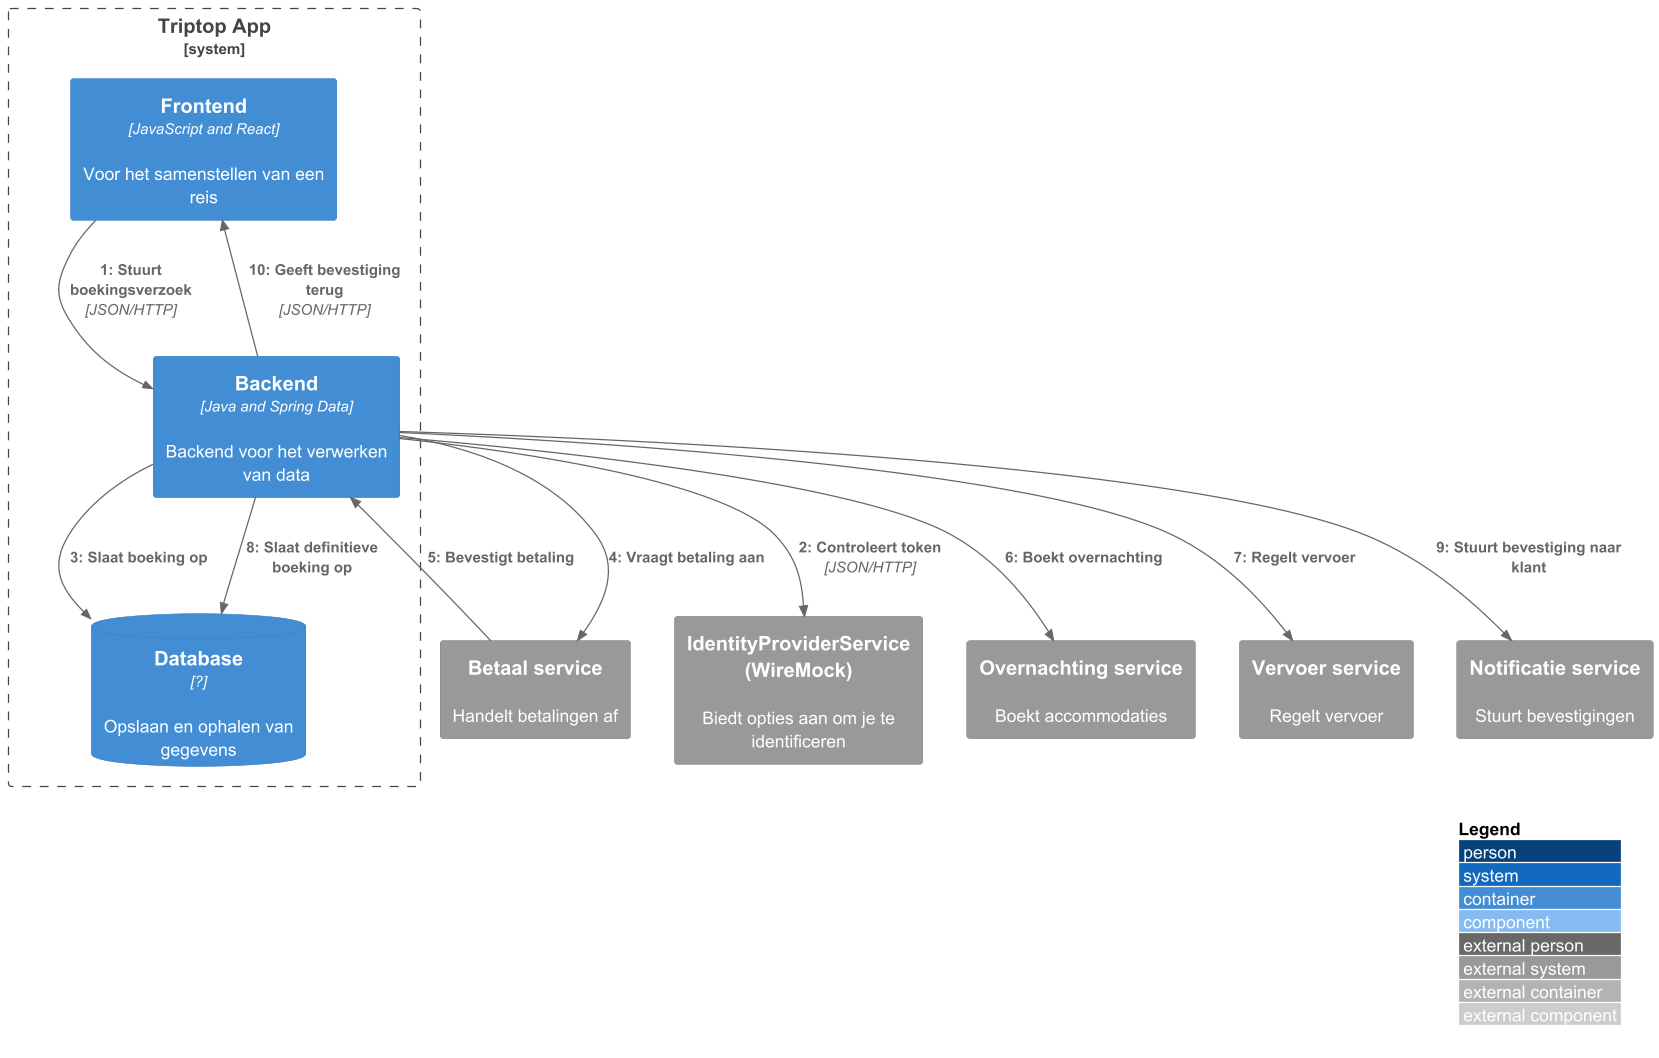 Triptop App
[system]
Frontend
[JavaScript and React]
Voor het samenstellen van een
reis
1: Stuurt
boekingsverzoek
[JSON/HTTP]
10: Geeft bevestiging
terug
[JSON/HTTP]
Backend
[Java and Spring Data]
Backend voor het verwerken
van data
3: Slaat boeking op
8: Slaat definitieve
boeking op
5: Bevestigt betaling
4: Vraagt betaling aan
2: Controleert token
[JSON/HTTP]
6: Boekt overnachting
7: Regelt vervoer
9: Stuurt bevestiging naar
klant
Database
[?]
Opslaan en ophalen van
gegevens
Betaal service
Handelt betalingen af
IdentityProviderService
(WireMock)
Biedt opties aan om je te
identificeren
Overnachting service
Boekt accommodaties
Vervoer service
Regelt vervoer
Notificatie service
Stuurt bevestigingen
Legend
person
system
container
component
external person
external system
external container
external component